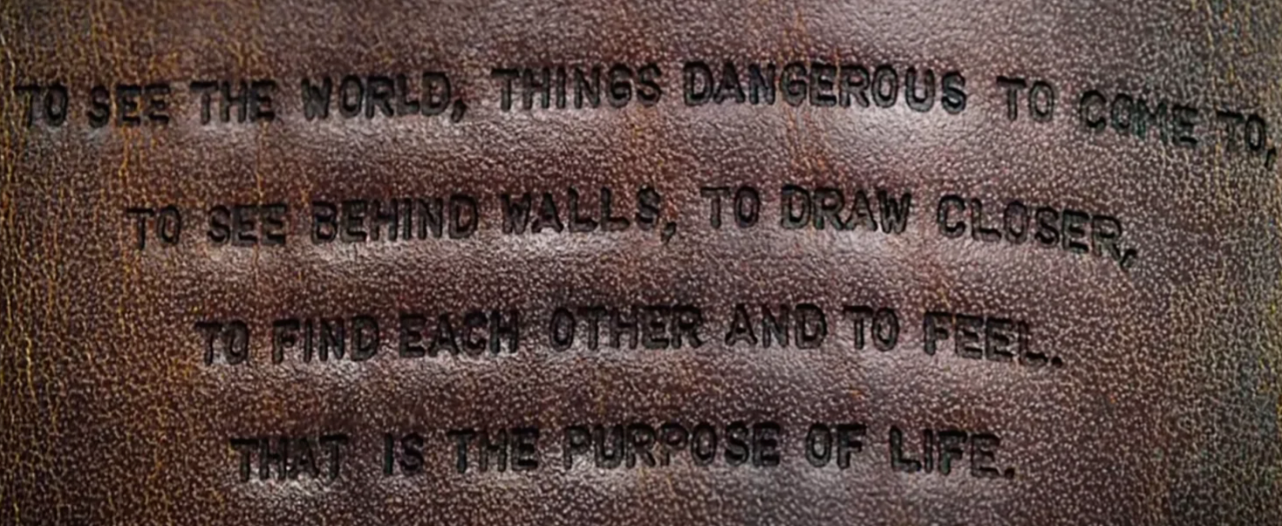 TO SEE THE WORLD, THINGS DANGEROUS TO COME TO,
TO SEE BEHIND WALLS, TO DRAW CLOSER,
TO FIND EACH OTHER AND TO FEEL.
THAT IS THE PURPOSE OF LIFE.